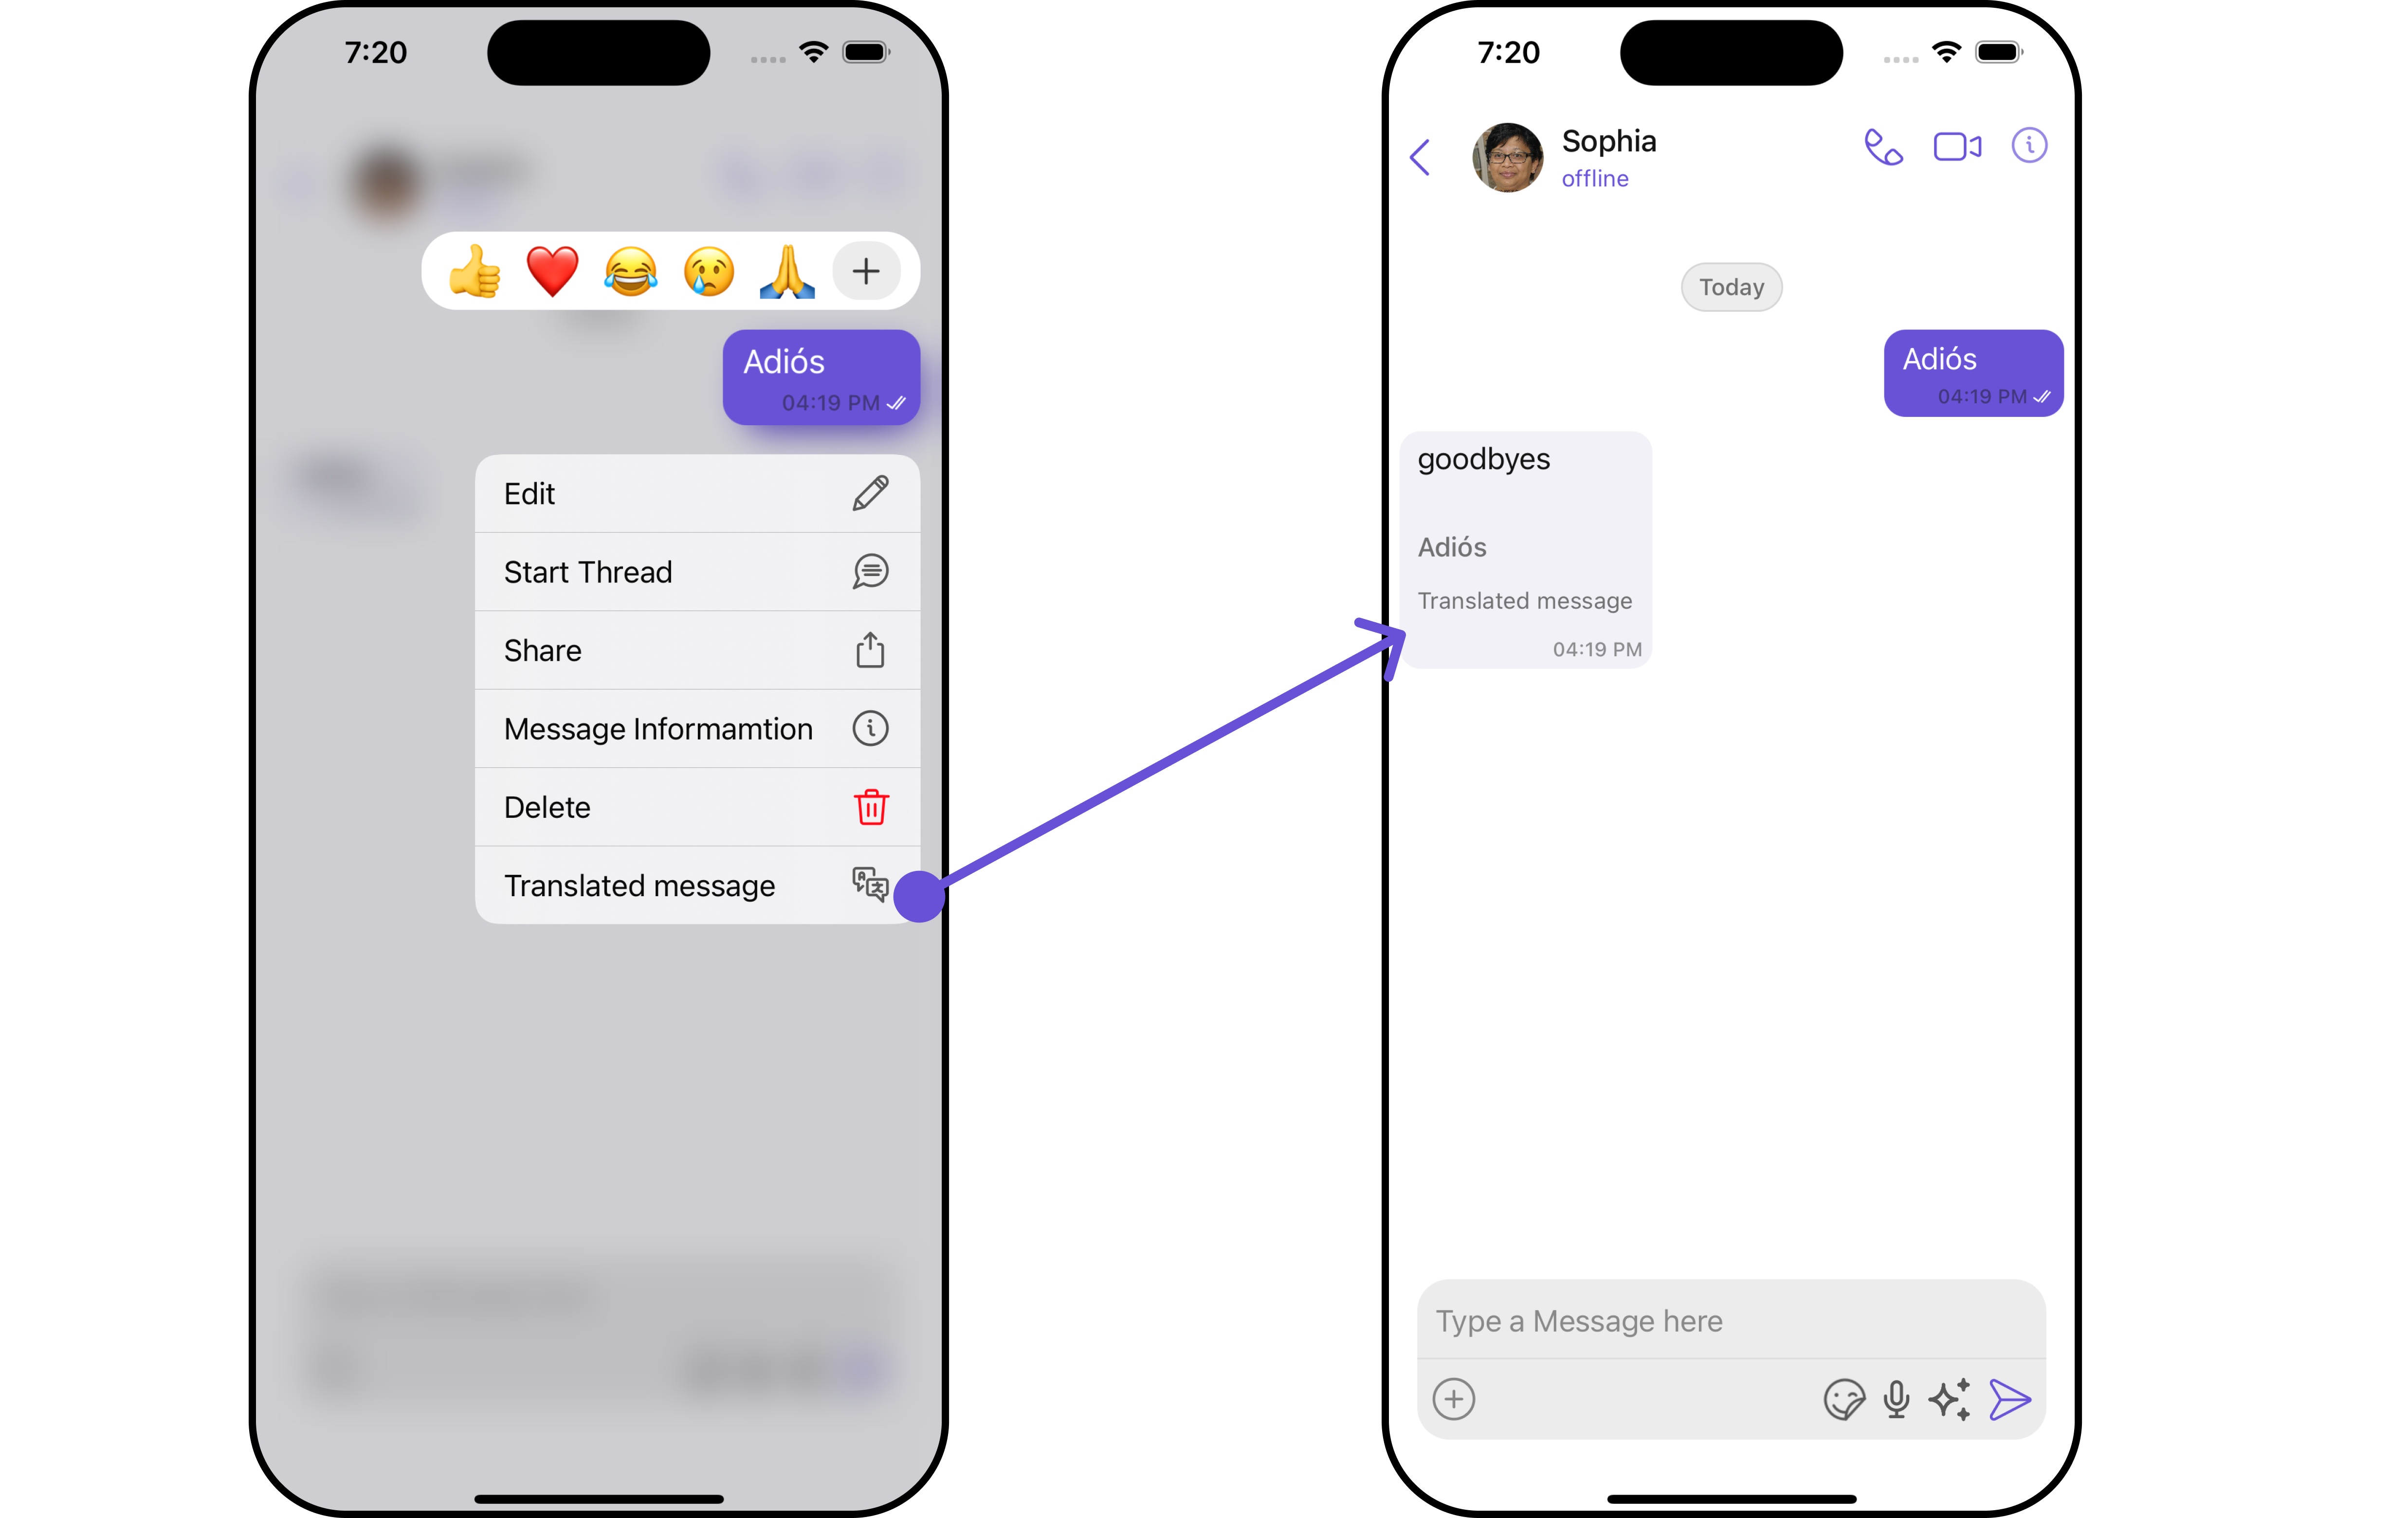 7:20
Adiós
04:19 PM
Edit
Start Thread
Share
Message Informamtion
Delete
Translated message
7:20
Sophia
offline
Today
Adiós
04:19 PM
goodbyes
Adiós
Translated message
04:19 PM
Type a Message here